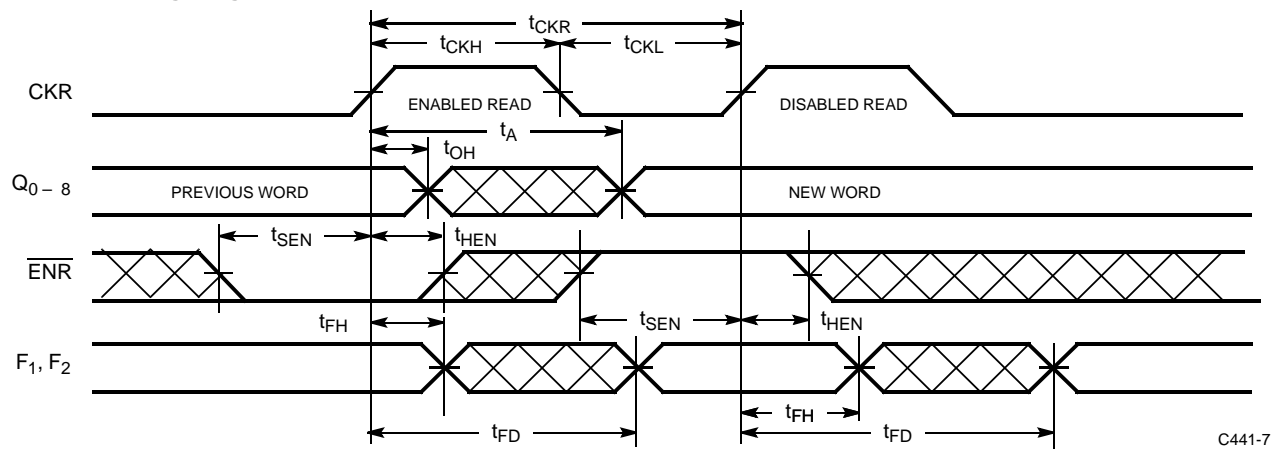 tCKR
tCKH tCKL
CKR
ENABLED READ DISABLED READ
tA
tOH
Q0 – 8
PREVIOUS WORD NEW WORD
tSEN tHEN
ENR
tFH tSEN tHEN
F1, F2
tFH
tFD tFD
C441-7